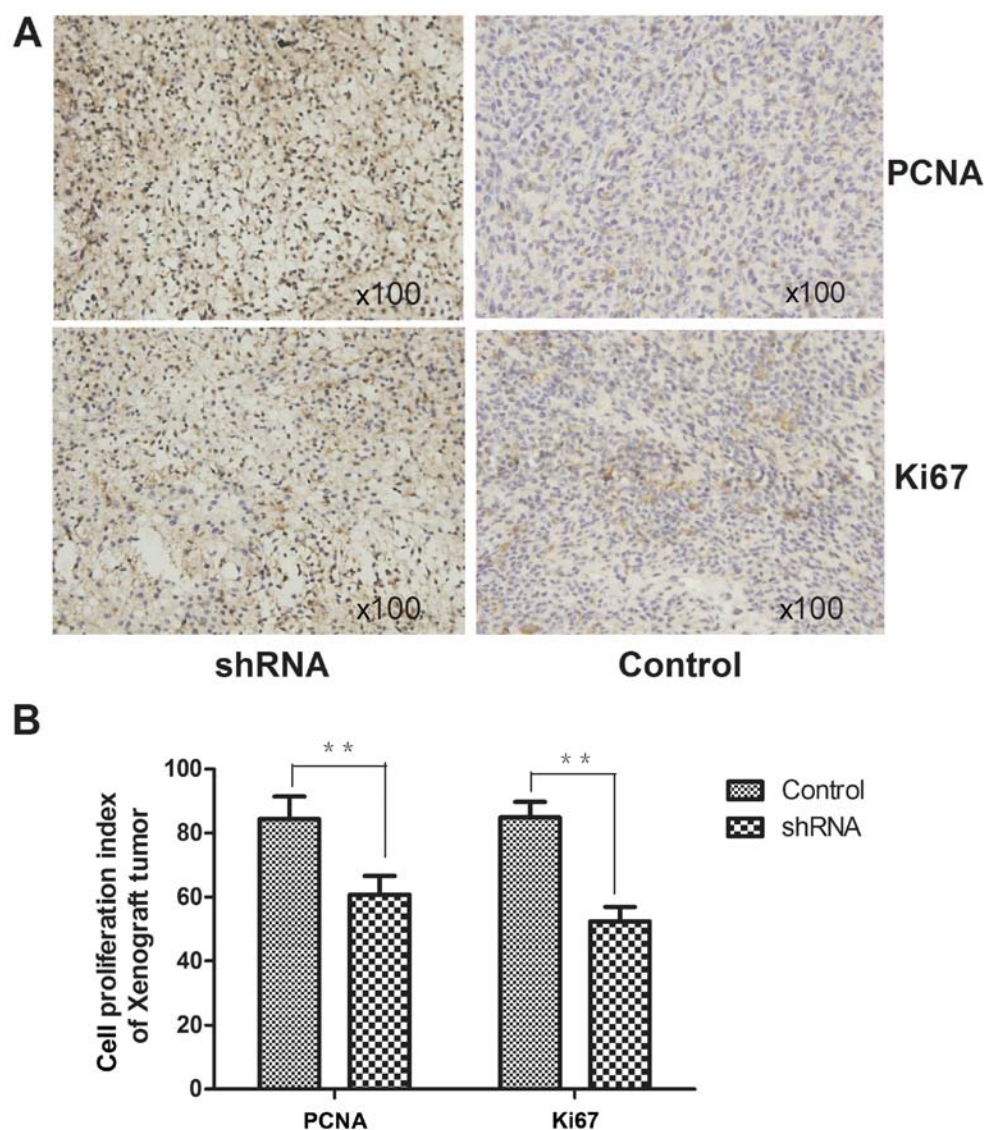 A
x100
x100
PCNA
x100
x100
Ki67
shRNA
Control
B
Cell proliferation index
of Xenograft tumor
100
80
60
40
20
0
* *
* *
Control
shRNA
PCNA
Ki67